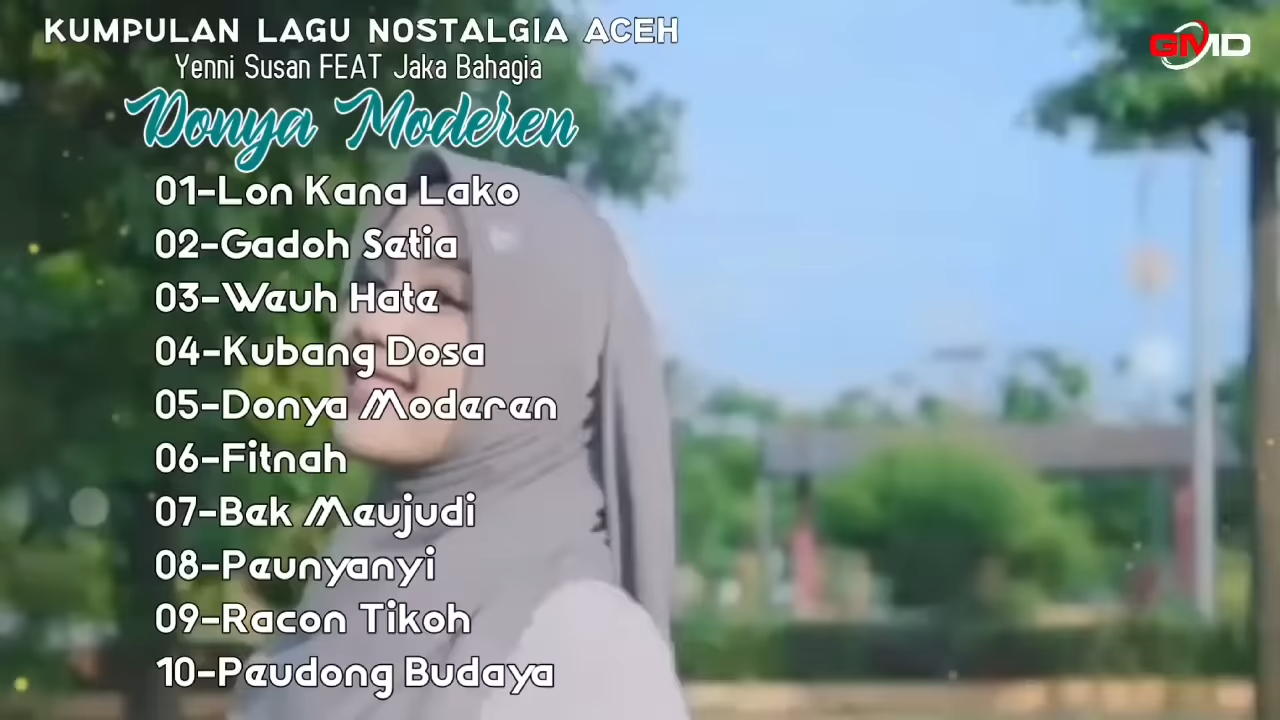 KUMPULAN LAGU NOSTALGIA ACEH
GMD
Yenni Susan FEAT Jaka Bahagia
Donya Moderen
01-Lon Kana Lako
02-Gadoh Setia
03-Weuh Hate
04-Kubang Dosa
05-Donya Moderen
06-Fitnah
07-Bek Meujudi
08-Peunyanyi
09-Racon Tikoh
10-Peudong Budaya